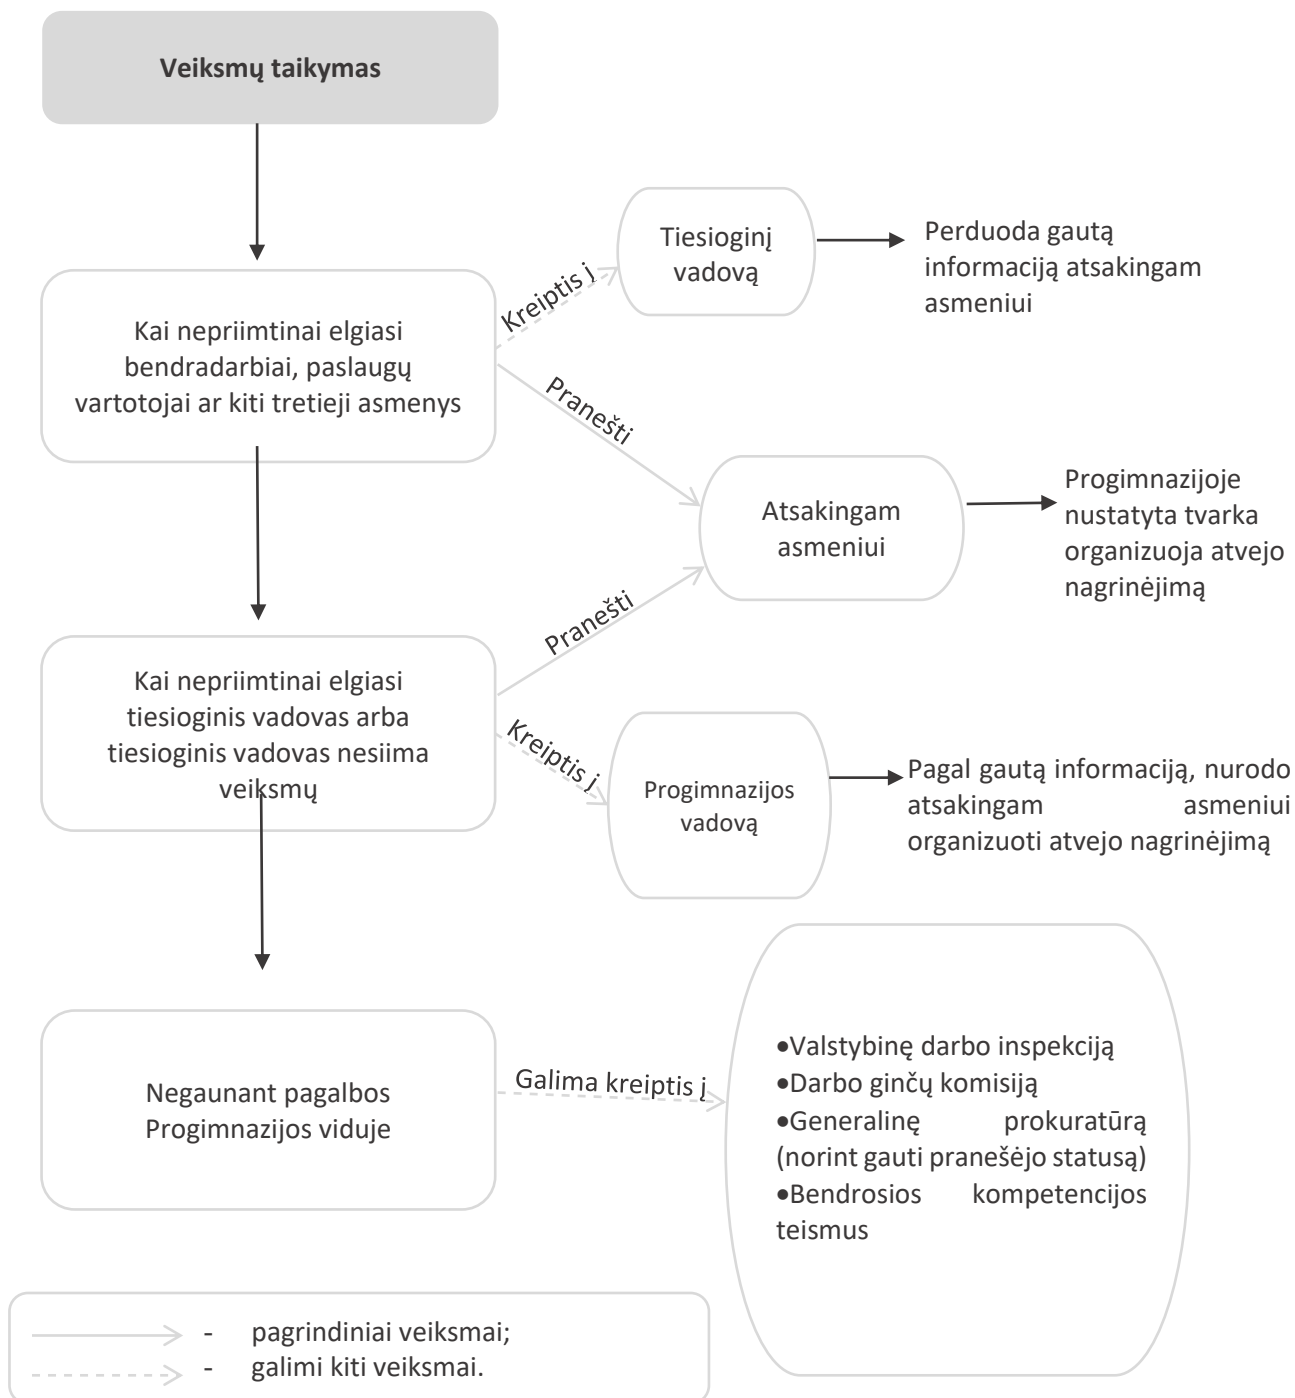 Veiksmų taikymas
Tiesioginį
vadovą
Perduoda gautą
informaciją atsakingam
asmeniui
Kreiptis į
Kai nepriimtinai elgiasi
bendradarbiai, paslaugų
vartotojai ar kiti tretieji asmenys
Pranešti
Atsakingam
asmeniui
Progimnazijoje
nustatyta tvarka
organizuoja atvejo
nagrinėjimą
Pranešti
Kai nepriimtinai elgiasi
tiesioginis vadovas arba
tiesioginis vadovas nesiima
veiksmų
Kreiptis į
Progimnazijos
vadovą
Pagal gautą informaciją, nurodo
atsakingam asmeniui
organizuoti atvejo nagrinėjimą
Negaunant pagalbos
Progimnazijos viduje
Galima kreiptis į
•Valstybinę darbo inspekciją
•Darbo ginčų komisiją
•Generalinę prokuratūrą
(norint gauti pranešėjo statusą)
•Bendrosios kompetencijos
teismus
- pagrindiniai veiksmai;
- galimi kiti veiksmai.